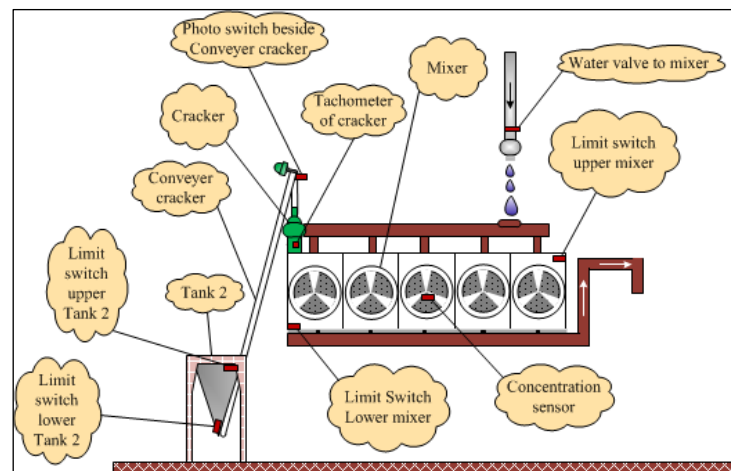 Photo switch beside
Conveyer cracker
Mixer
Water valve to mixer
Cracker
Tachometer
of cracker
Limit switch
upper mixer
Conveyer
cracker
Limit
switch
upper
Tank 2
Tank 2
Limit
switch
lower
Tank 2
Limit Switch
Lower mixer
Concentration
sensor